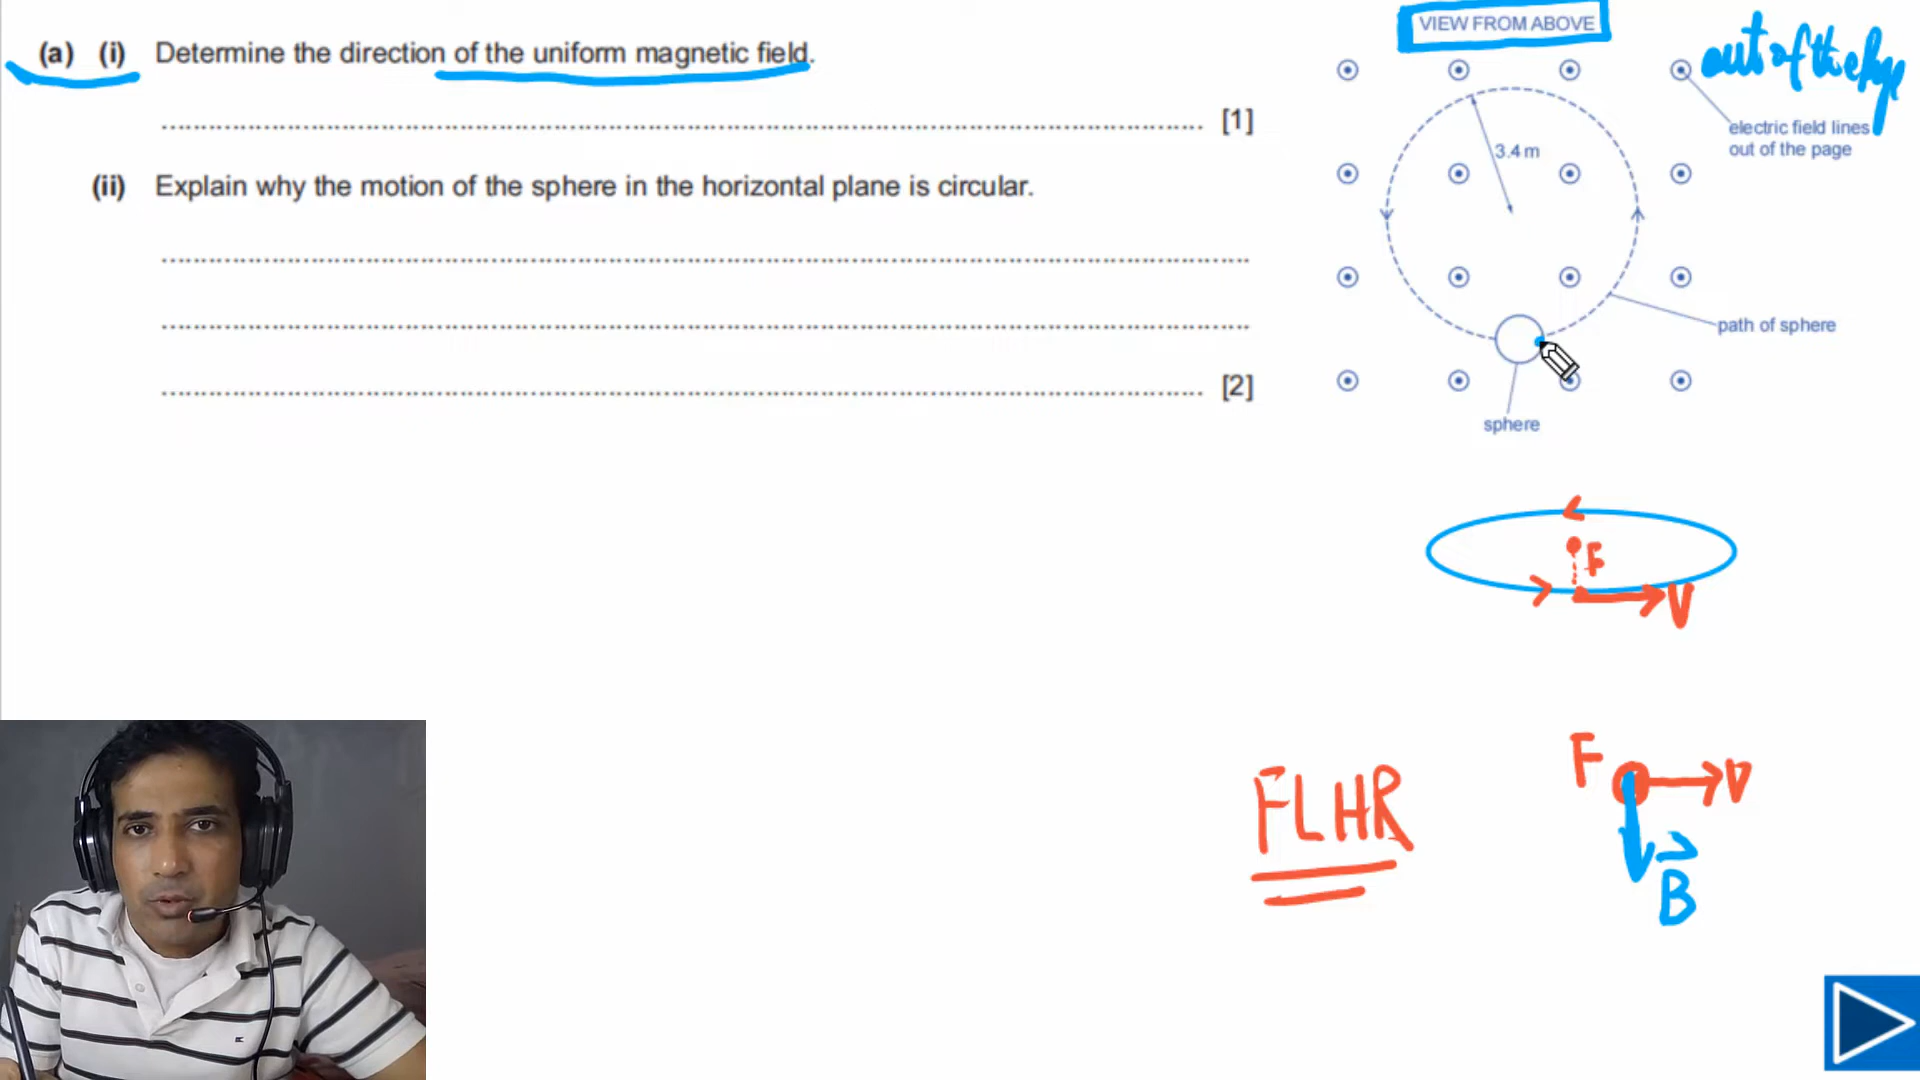 (a) (i) Determine the direction of the uniform magnetic field.
[1]
(ii) Explain why the motion of the sphere in the horizontal plane is circular.
[2]
VIEW FROM ABOVE
out of the page
electric field lines
out of the page
3.4 m
path of sphere
sphere
F
V
FLHR
F
V
B